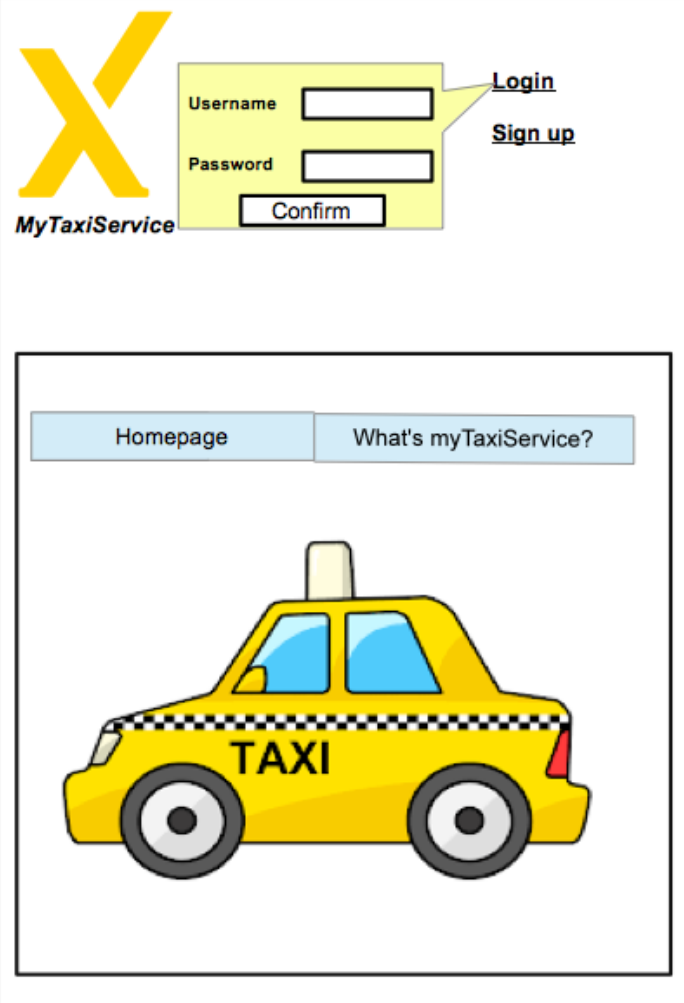 Login
Username
Sign up
Password
Confirm
MyTaxiService
Homepage
What's myTaxiService?
TAXI